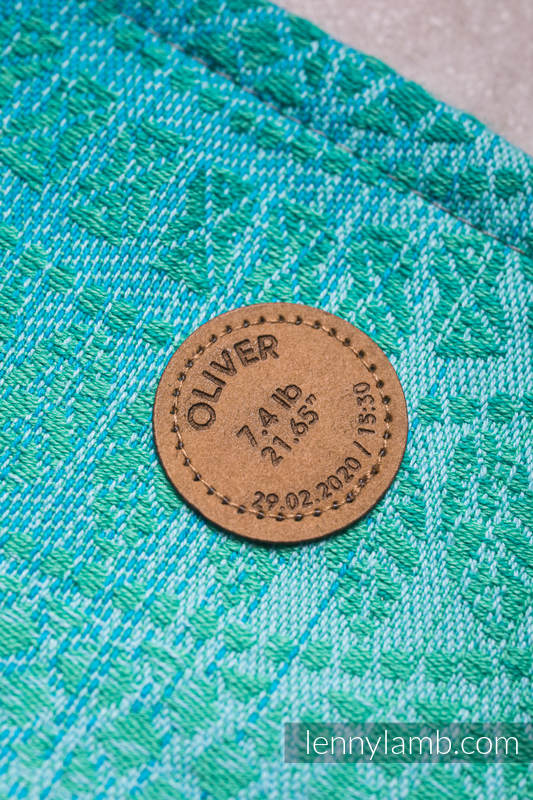 OLIVER
7.4 lb
21.65”
29.02.2020 / 15:30
lennylamb.com